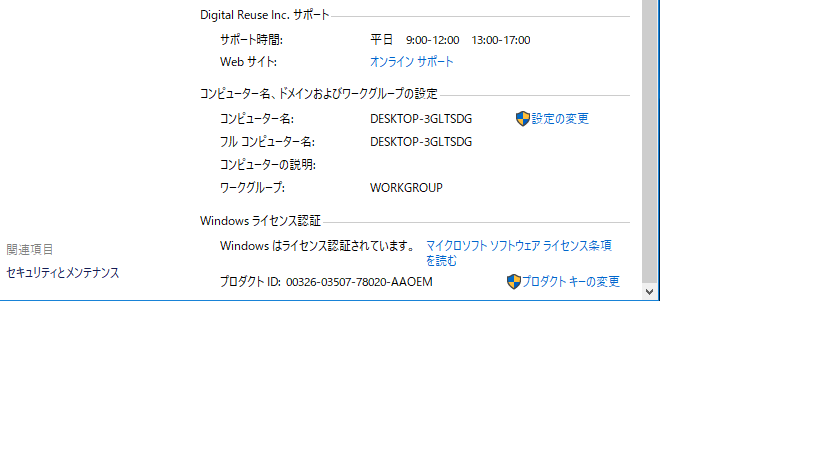 Digital Reuse Inc. サポート
サポート時間: 平日 9:00-12:00 13:00-17:00
Web サイト: オンライン サポート
コンピューター名、ドメインおよびワークグループの設定
コンピューター名: DESKTOP-3GLTSDG 設定の変更
フル コンピューター名: DESKTOP-3GLTSDG
コンピューターの説明:
ワークグループ: WORKGROUP
Windows ライセンス認証
関連項目
Windows はライセンス認証されています。 マイクロソフト ソフトウェア ライセンス条項
を読む
セキュリティとメンテナンス
プロダクト ID: 00326-03507-78020-AAOEM プロダクト キーの変更